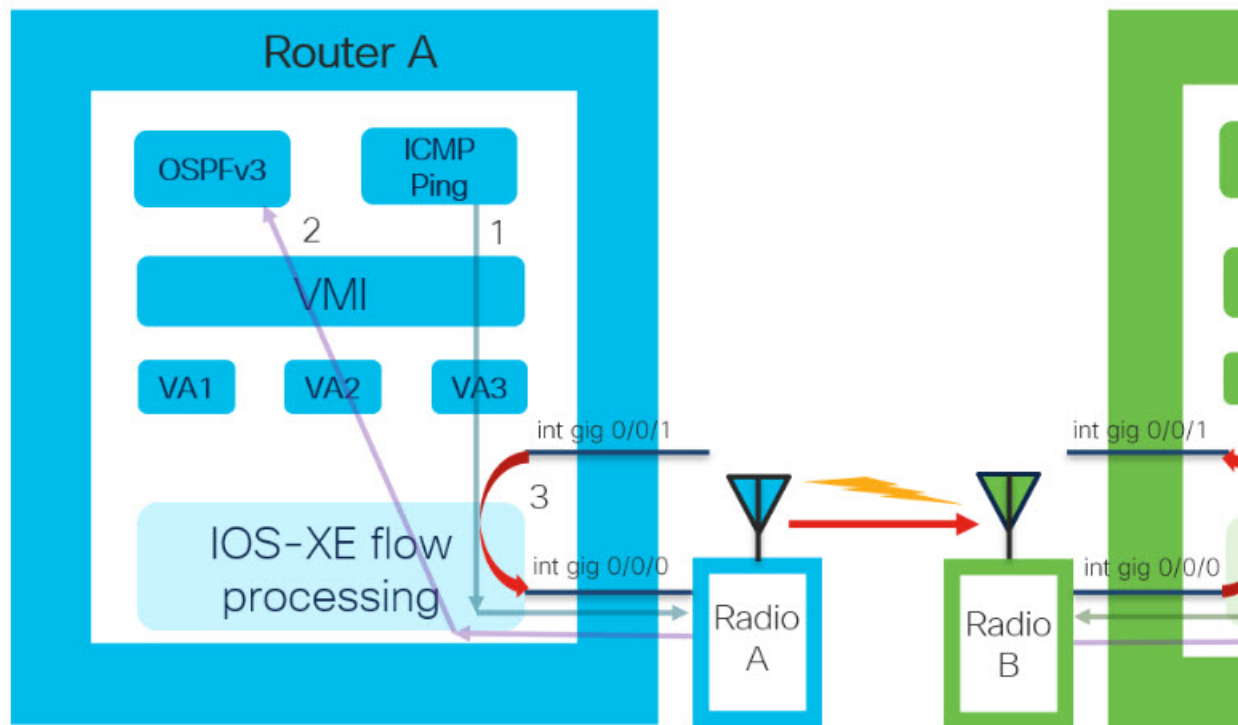 Router A
OSPFv3
ICMP
Ping
2
1
VMI
VA1
VA2
VA3
int gig 0/0/1
3
IOS-XE flow
processing
int gig 0/0/0
Radio
A
int gig 0/0/1
int gig 0/0/0
Radio
B